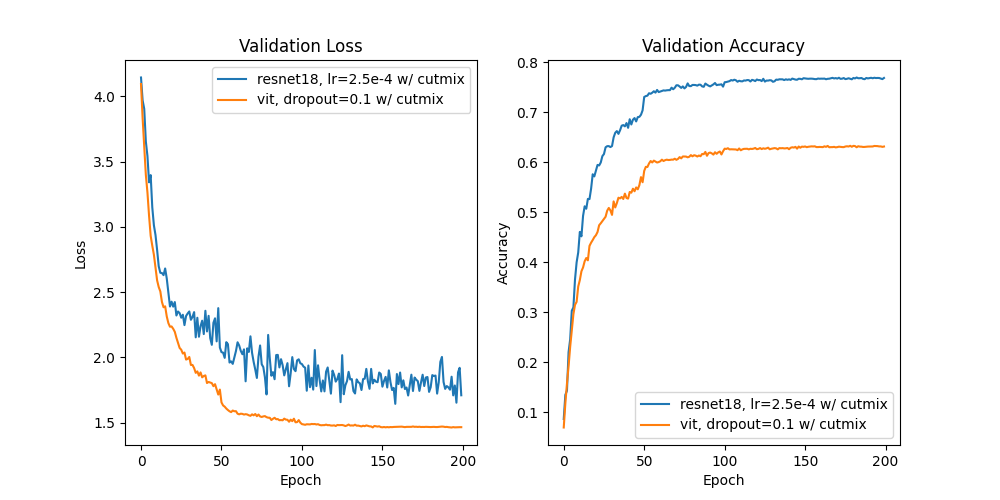 Validation Loss
resnet18, lr=2.5e-4 w/ cutmix
vit, dropout=0.1 w/ cutmix
4.0
3.5
3.0
2.5
2.0
1.5
Loss
0
50
100
150
200
Epoch
Validation Accuracy
0.8
0.7
0.6
0.5
0.4
0.3
0.2
0.1
Accuracy
resnet18, lr=2.5e-4 w/ cutmix
vit, dropout=0.1 w/ cutmix
0
50
100
150
200
Epoch